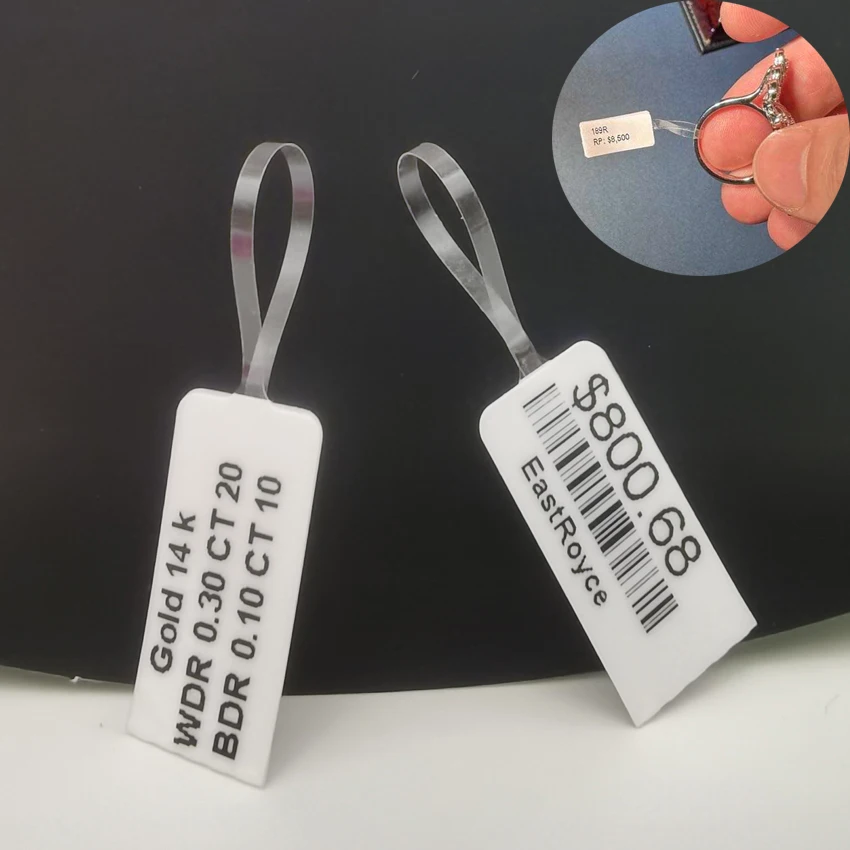 189R
RP: $8,500
Gold 14 k
WDR 0.30 CT 20
BDR 0.10 CT 10
$800.68
EastRoyce